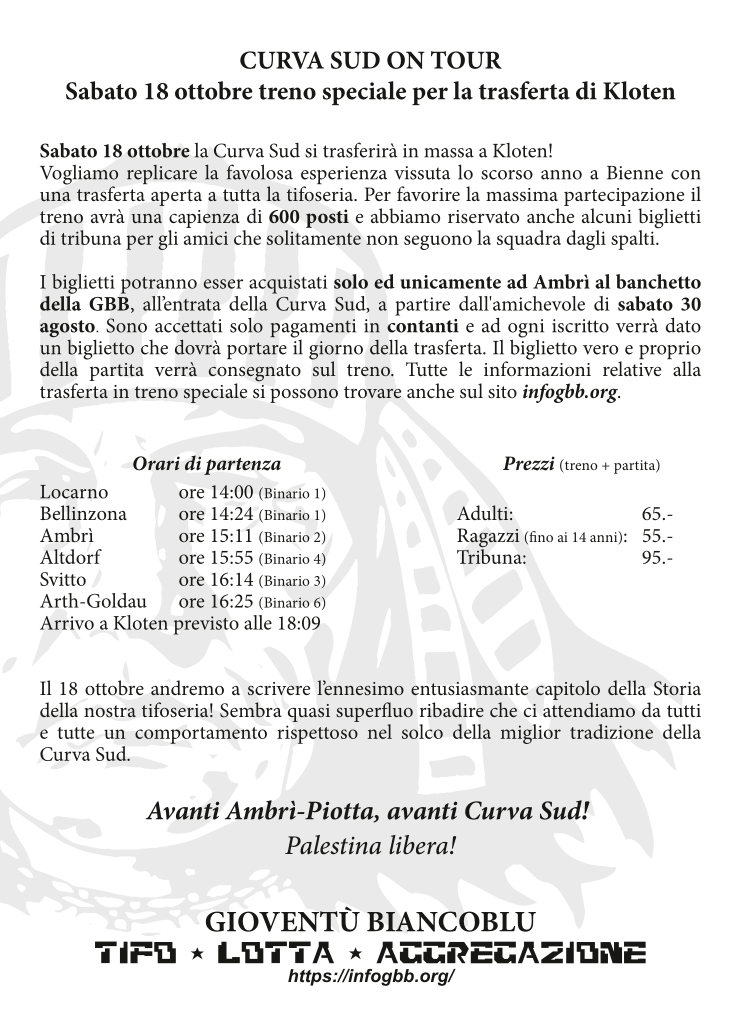 CURVA SUD ON TOUR
Sabato 18 ottobre treno speciale per la trasferta di Kloten
Sabato 18 ottobre la Curva Sud si trasferirà in massa a Kloten!
Vogliamo replicare la favolosa esperienza vissuta lo scorso anno a Bienne con
una trasferta aperta a tutta la tifoseria. Per favorire la massima partecipazione il
treno avrà una capienza di 600 posti e abbiamo riservato anche alcuni biglietti
di tribuna per gli amici che solitamente non seguono la squadra dagli spalti.
I biglietti potranno esser acquistati solo ed unicamente ad Ambrì al banchetto
della GBB, all’entrata della Curva Sud, a partire dall'amichevole di sabato 30
agosto. Sono accettati solo pagamenti in contanti e ad ogni iscritto verrà dato
un biglietto che dovrà portare il giorno della trasferta. Il biglietto vero e proprio
della partita verrà consegnato sul treno. Tutte le informazioni relative alla
trasferta in treno speciale si possono trovare anche sul sito infogbb.org.
Orari di partenza
Locarno ore 14:00 (Binario 1)
Bellinzona ore 14:24 (Binario 1)
Ambrì ore 15:11 (Binario 2)
Altdorf ore 15:55 (Binario 4)
Svitto ore 16:14 (Binario 3)
Arth-Goldau ore 16:25 (Binario 6)
Arrivo a Kloten previsto alle 18:09
Prezzi (treno + partita)
Adulti: 65.-
Ragazzi (fino ai 14 anni): 55.-
Tribuna: 95.-
Il 18 ottobre andremo a scrivere l’ennesimo entusiasmante capitolo della Storia
della nostra tifoseria! Sembra quasi superfluo ribadire che ci attendiamo da tutti
e tutte un comportamento rispettoso nel solco della miglior tradizione della
Curva Sud.
Avanti Ambrì-Piotta, avanti Curva Sud!
Palestina libera!
GIOVENTÙ BIANCOBLU
TIFO ★ LOTTA ★ AGGREGAZIONE
https://infogbb.org/